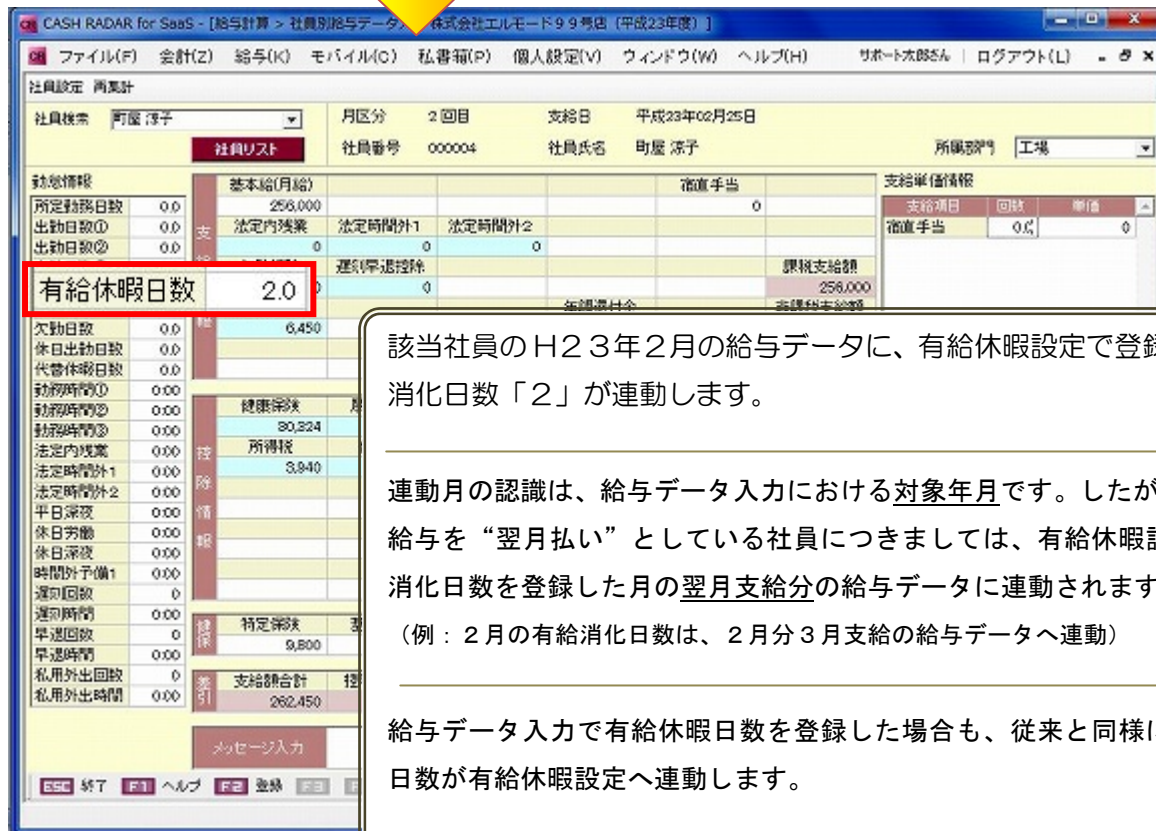 CASH RADAR for SaaS - [給与計算 > 社員別給与データ 株式会社エルモード99号店 (平成23年度) ]
ファイル(F) 会計(Z) 給与(K) モバイル(C) 私書箱(P) 個人設定(V) ウィンドウ(W) ヘルプ(H) サポート太郎さん | ログアウト(L)
社員設定 再集計
社員検索 町屋 涼子 月区分 2回目 支給日 平成23年02月25日
社員リスト 社員番号 000004 社員氏名 町屋 涼子 所属部門 工場
勤怠情報 基本給(月給) 宿直手当 支給単価情報
所定勤務日数 0.0 256,000 0 支給項目 回数 単価
出勤日数① 0.0 支 法定内残業 法定時間外1 法定時間外2 宿直手当 0.0 0
出勤日数② 0.0 0 0 0
遅刻早退控除 課税支給額
有給休暇日数 2.0 0 256,000
欠勤日数 0.0 6,450
休日出勤日数 0.0
代替休暇日数 0.0
勤務時間① 0:00
勤務時間② 0:00 健康保険
勤務時間③ 0:00 30,324
法定内残業 0:00 控 所得税
法定時間外1 0:00 3,940
法定時間外2 0:00 除
平日深夜 0:00 情
休日労働 0:00 報
休日深夜 0:00
時間外予備1 0:00
遅刻回数 0
遅刻時間 0:00 健保 特定保険
早退回数 0 9,800
早退時間 0:00
私用外出回数 0 差引 支給額合計
私用外出時間 0:00 262,450
メッセージ入力
ESC 終了 F1 ヘルプ F2 登録 F3
該当社員のH23年2月の給与データに、有給休暇設定で登録
消化日数「2」が連動します。
連動月の認識は、給与データ入力における対象年月です。したが
給与を“翌月払い”としている社員につきましては、有給休暇設
消化日数を登録した月の翌月支給分の給与データに連動されます
(例：2月の有給消化日数は、2月分3月支給の給与データへ連動)
給与データ入力で有給休暇日数を登録した場合も、従来と同様に
日数が有給休暇設定へ連動します。